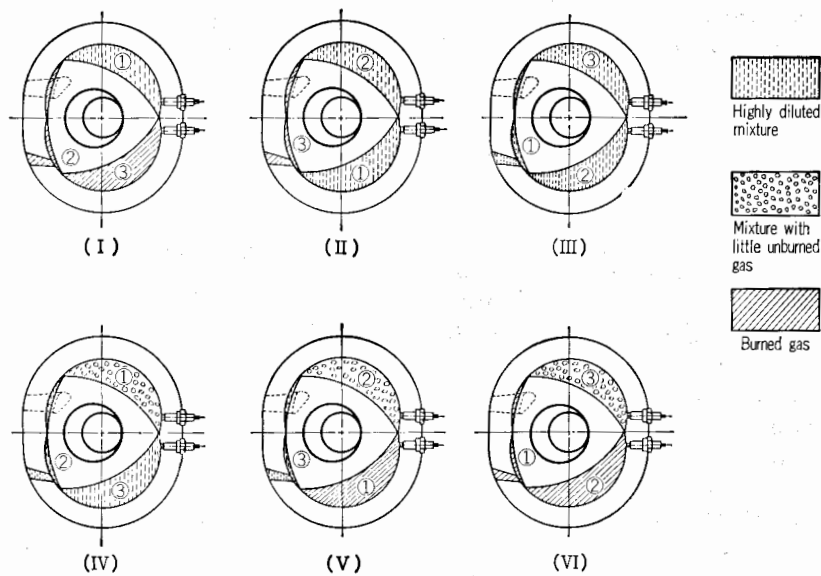 ①
②
③
(I)
②
③
①
(II)
③
①
②
(III)
Highly diluted
mixture
Mixture with
little unburned
gas
Burned gas
①
②
③
(IV)
②
③
①
(V)
③
①
②
(VI)